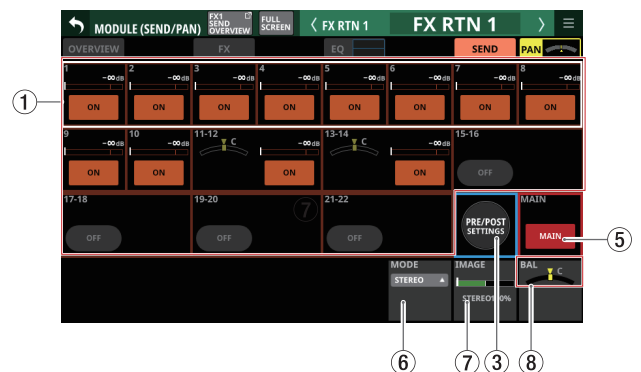 MODULE (SEND/PAN)
FX1
SEND
OVERVIEW
FULL
SCREEN
FX RTN 1
FX RTN 1
OVERVIEW
FX
EQ
SEND
PAN
1 2 3 4 5 6 7 8
-∞dB -∞dB -∞dB -∞dB -∞dB -∞dB -∞dB -∞dB
ON ON ON ON ON ON ON ON
①
9 10 11-12 13-14 15-16
-∞dB -∞dB C -∞dB C -∞dB
ON ON ON ON OFF
17-18 19-20 21-22 MAIN
⑦
PRE/POST
SETTINGS
OFF OFF OFF MAIN
⑤
MODE IMAGE BAL
C
STEREO
⑥ ⑦ ③ ⑧